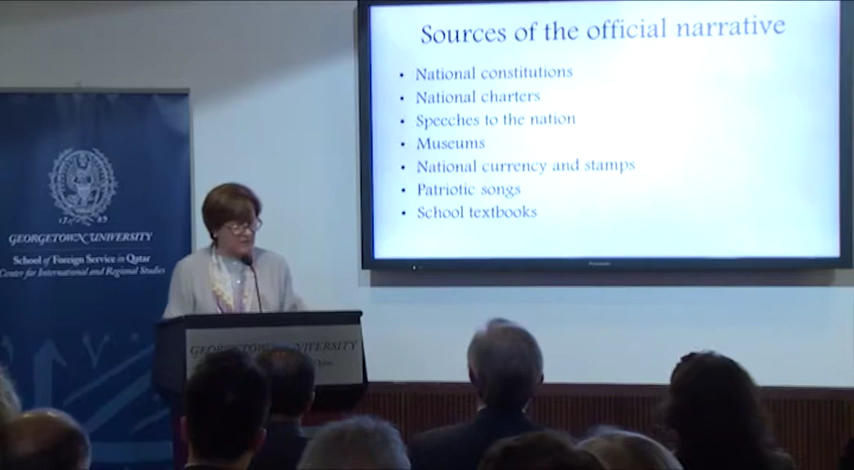 Sources of the official narrative
• National constitutions
• National charters
• Speeches to the nation
• Museums
• National currency and stamps
• Patriotic songs
• School textbooks
GEORGETOWN UNIVERSITY
School of Foreign Service in Qatar
Center for International and Regional Studies
GEORGETOWN UNIVERSITY